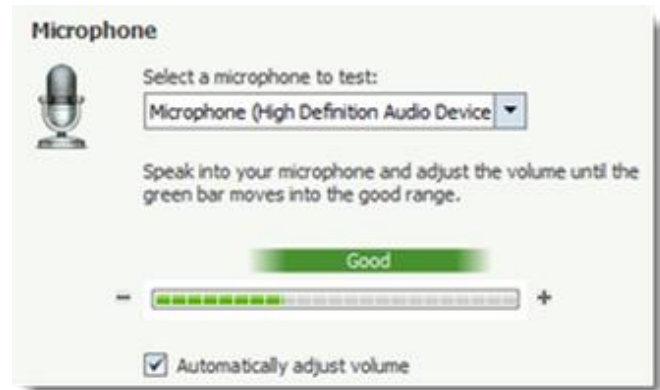 Microphone
Select a microphone to test:
Microphone (High Definition Audio Device
Speak into your microphone and adjust the volume until the
green bar moves into the good range.
Good
- +
Automatically adjust volume